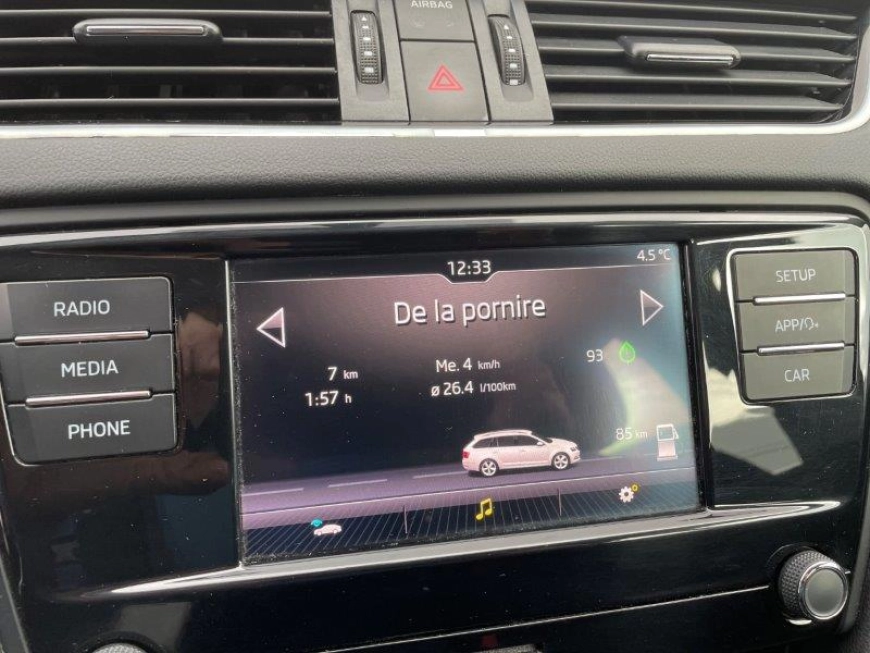 AIRBAG
12:33
4.5 °C
RADIO
MEDIA
PHONE
De la pornire
7 km
1:57 h
Me. 4 km/h
ø 26.4 l/100km
93
85 km
SETUP
APP/
CAR